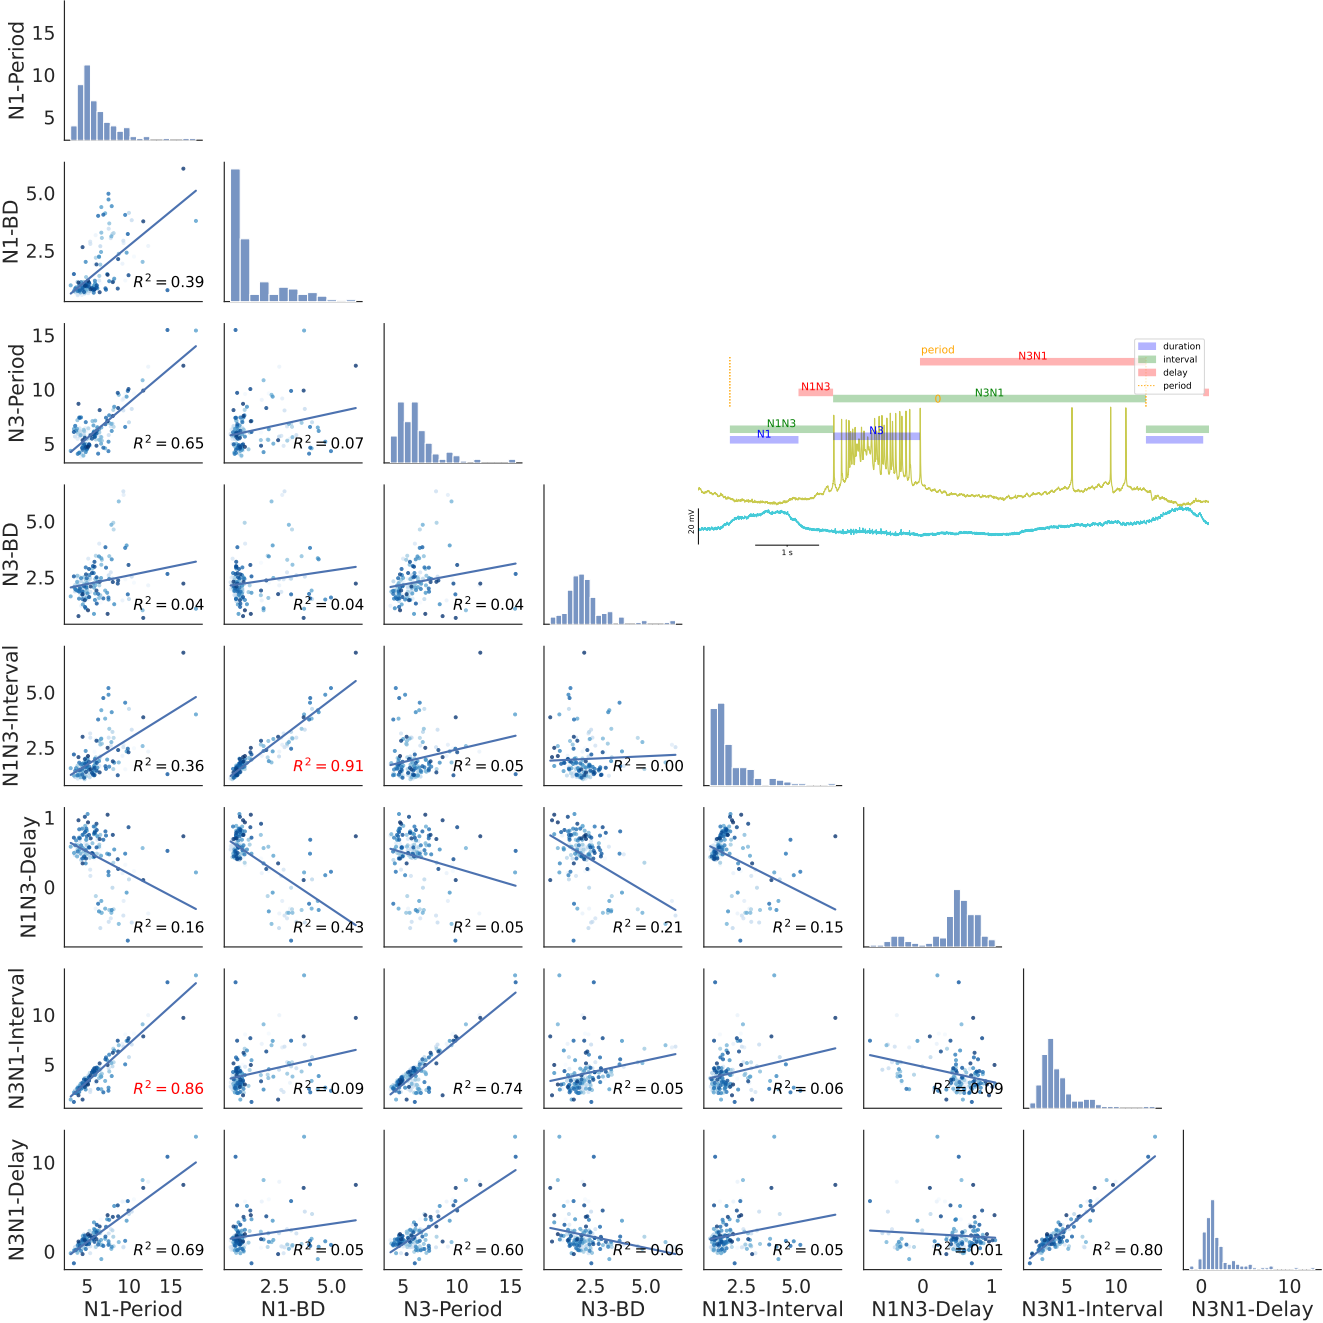 N1-Period
15
10
5
N1-BD
5.0
2.5
R² = 0.39
N3-Period
15
10
5
R² = 0.65
R² = 0.07
period
N3N1
duration
interval
delay
period
N1N3
N3N1
0
N1N3
N1
N3
20 mV
1 s
N3-BD
5.0
2.5
R² = 0.04
R² = 0.04
R² = 0.04
N1N3-Interval
5.0
2.5
R² = 0.36
R² = 0.91
R² = 0.05
R² = 0.00
N1N3-Delay
1
0
R² = 0.16
R² = 0.43
R² = 0.05
R² = 0.21
R² = 0.15
N3N1-Interval
10
5
R² = 0.86
R² = 0.09
R² = 0.74
R² = 0.05
R² = 0.06
R² = 0.09
N3N1-Delay
10
0
R² = 0.69
R² = 0.05
R² = 0.60
R² = 0.06
R² = 0.05
R² = 0.01
R² = 0.80
5 10 15
2.5 5.0
5 10 15
2.5 5.0
2.5 5.0
0 1
5 10
0 10
N1-Period
N1-BD
N3-Period
N3-BD
N1N3-Interval
N1N3-Delay
N3N1-Interval
N3N1-Delay